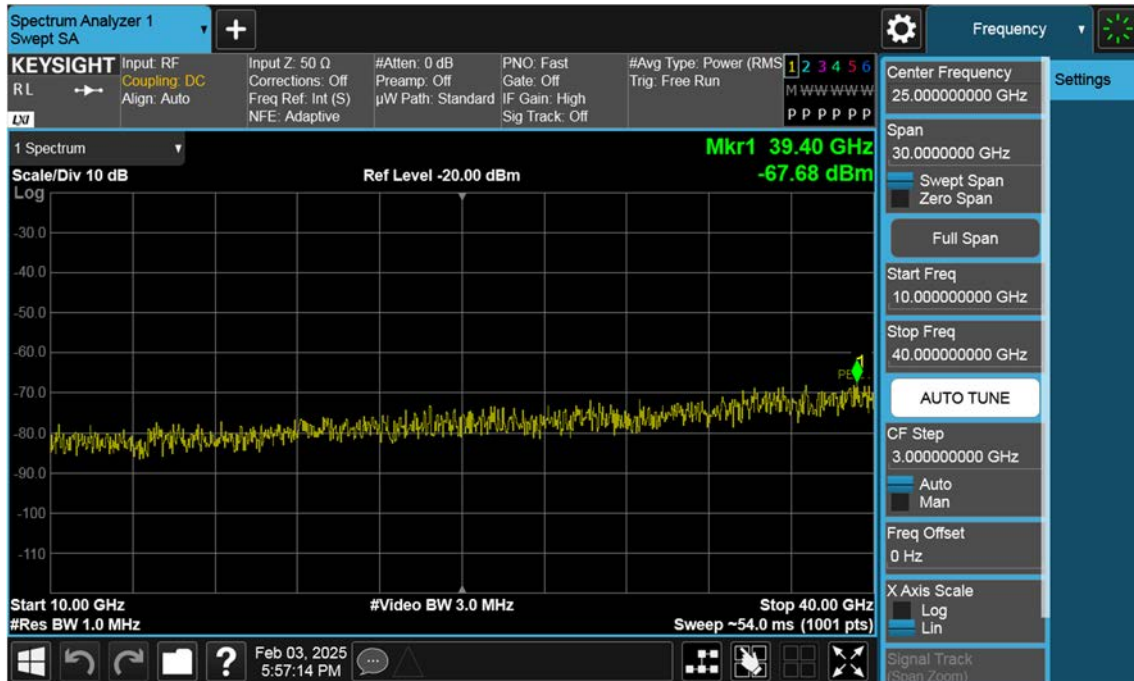 Spectrum Analyzer 1
Swept SA
Frequency
KEYSIGHT
RL
LXI
Input: RF
Coupling: DC
Align: Auto
Input Z: 50 Ω
Corrections: Off
Freq Ref: Int (S)
NFE: Adaptive
#Atten: 0 dB
Preamp: Off
µW Path: Standard
PNO: Fast
Gate: Off
IF Gain: High
Sig Track: Off
#Avg Type: Power (RMS
Trig: Free Run
1 2 3 4 5 6
M W W W W W
P P P P P P
1 Spectrum
Mkr1 39.40 GHz
-67.68 dBm
Scale/Div 10 dB
Ref Level -20.00 dBm
Log
-30.0
-40.0
-50.0
-60.0
-70.0
-80.0
-90.0
-100
-110
1
Start 10.00 GHz
#Video BW 3.0 MHz
Stop 40.00 GHz
#Res BW 1.0 MHz
Sweep ~54.0 ms (1001 pts)
Center Frequency
25.000000000 GHz
Settings
Span
30.0000000 GHz
Swept Span
Zero Span
Full Span
Start Freq
10.000000000 GHz
Stop Freq
40.000000000 GHz
AUTO TUNE
CF Step
3.000000000 GHz
Auto
Man
Freq Offset
0 Hz
X Axis Scale
Log
Lin
Signal Track
(Span Zoom)
?
Feb 03, 2025
5:57:14 PM